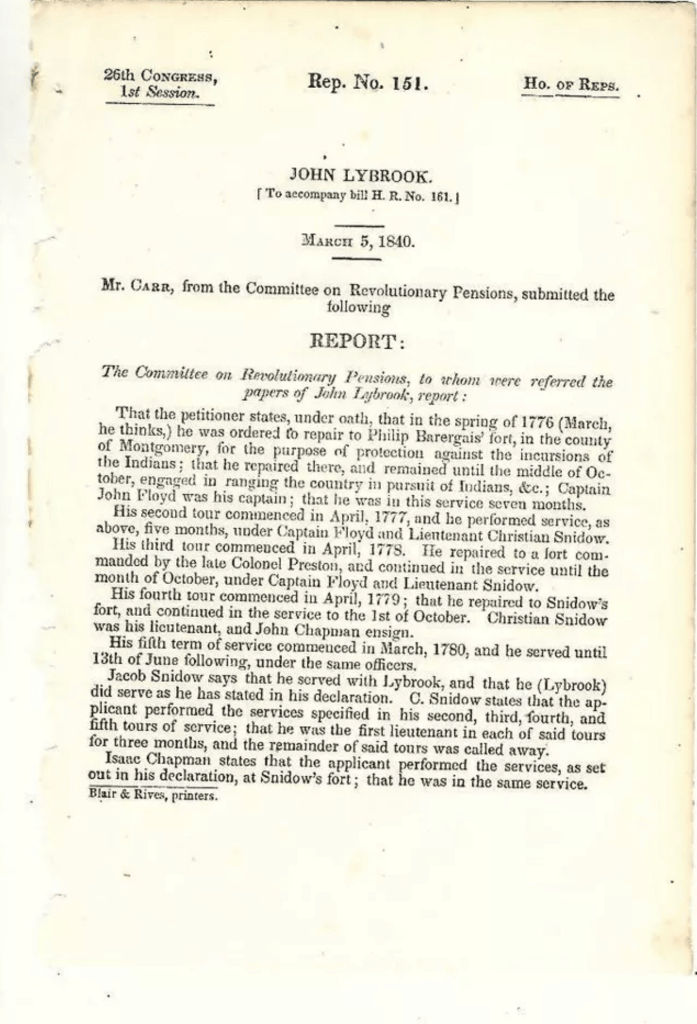 26th Congress,
1st Session.
Rep. No. 151.
Ho. of Reps.
JOHN LYBROOK.
[To accompany bill H. R. No. 161.]
March 5, 1840.
Mr. Carr, from the Committee on Revolutionary Pensions, submitted the
following
REPORT:
The Committee on Revolutionary Pensions, to whom were referred the
papers of John Lybrook, report:
That the petitioner states, under oath, that in the spring of 1776 (March,
he thinks,) he was ordered to repair to Philip Barergais' fort, in the county
of Montgomery, for the purpose of protection against the incursions of
the Indians; that he repaired there, and remained until the middle of Oc-
tober, engaged in ranging the country in pursuit of Indians, &c.; Captain
John Floyd was his captain; that he was in this service seven months.
His second tour commenced in April, 1777, and he performed service, as
above, five months, under Captain Floyd and Lieutenant Christian Snidow.
His third tour commenced in April, 1778. He repaired to a fort com-
manded by the late Colonel Preston, and continued in the service until the
month of October, under Captain Floyd and Lieutenant Snidow.
His fourth tour commenced in April, 1779; that he repaired to Snidow's
fort, and continued in the service to the 1st of October. Christian Snidow
was his lieutenant, and John Chapman ensign.
His fifth term of service commenced in March, 1780, and he served until
13th of June following, under the same officers.
Jacob Snidow says that he served with Lybrook, and that he (Lybrook)
did serve as he has stated in his declaration. C. Snidow states that the ap-
plicant performed the services specified in his second, third, fourth, and
fifth tours of service; that he was the first lieutenant in each of said tours
for three months, and the remainder of said tours was called away.
Isaac Chapman states that the applicant performed the services, as set
out in his declaration, at Snidow's fort; that he was in the same service.
Blair & Rives, printers.